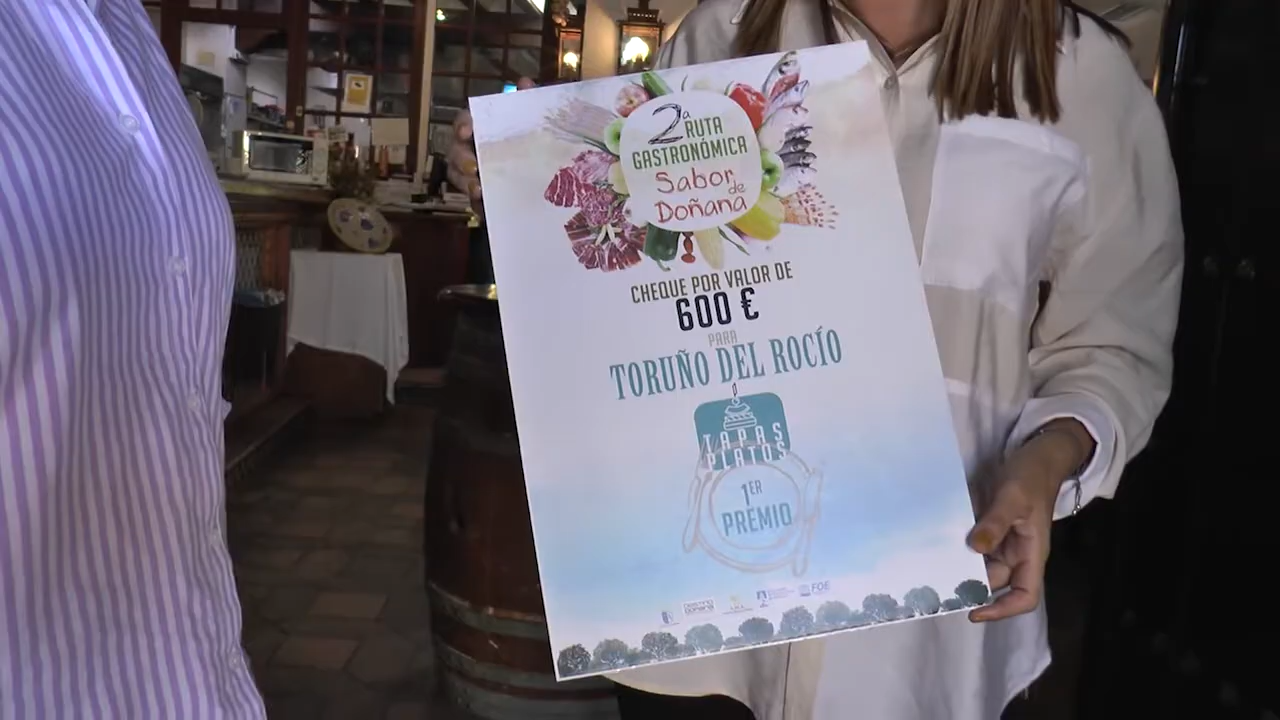 2ª RUTA
GASTRONÓMICA
Sabor de
Doñana
CHEQUE POR VALOR DE
600 €
PARA
TORUÑO DEL ROCÍO
TAPAS
PLATOS
1ER
PREMIO
FOE